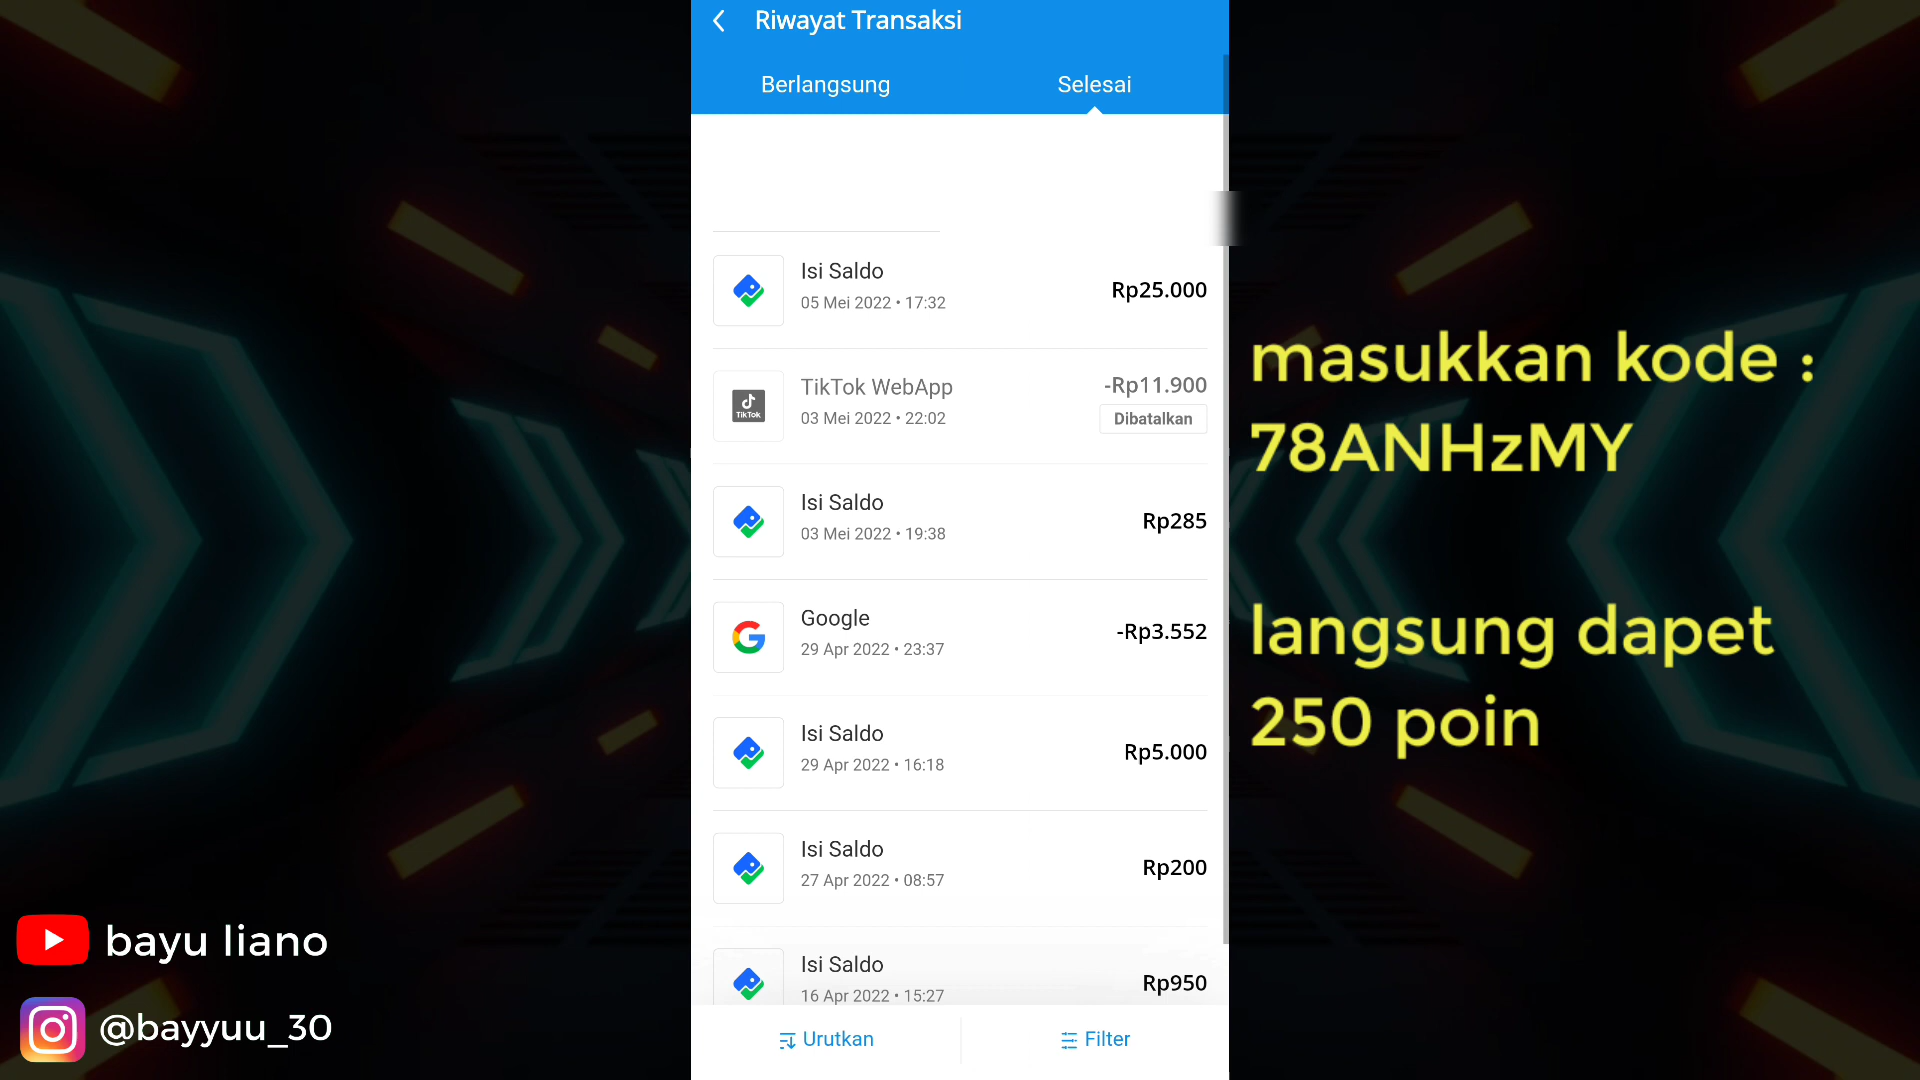 Riwayat Transaksi
Berlangsung
Selesai
Isi Saldo
05 Mei 2022 • 17:32
Rp25.000
TikTok WebApp
03 Mei 2022 • 22:02
-Rp11.900
Dibatalkan
TikTok
Isi Saldo
03 Mei 2022 • 19:38
Rp285
Google
29 Apr 2022 • 23:37
-Rp3.552
Isi Saldo
29 Apr 2022 • 16:18
Rp5.000
Isi Saldo
27 Apr 2022 • 08:57
Rp200
Isi Saldo
16 Apr 2022 • 15:27
Rp950
Urutkan
Filter
masukkan kode :
78ANHzMY
langsung dapet
250 poin
bayu liano
@bayyuu_30